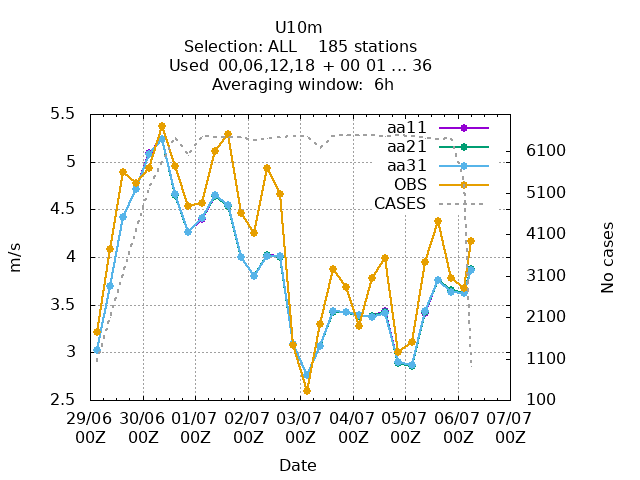 U10m
Selection: ALL    185 stations
Used  00,06,12,18 + 00 01 ... 36
Averaging window:  6h
5.5
5
4.5
4
3.5
3
2.5
m/s
6100
5100
4100
3100
2100
1100
100
No cases
aa11
aa21
aa31
OBS
CASES
29/06 30/06 01/07 02/07 03/07 04/07 05/07 06/07 07/07
00Z 00Z 00Z 00Z 00Z 00Z 00Z 00Z 00Z
Date